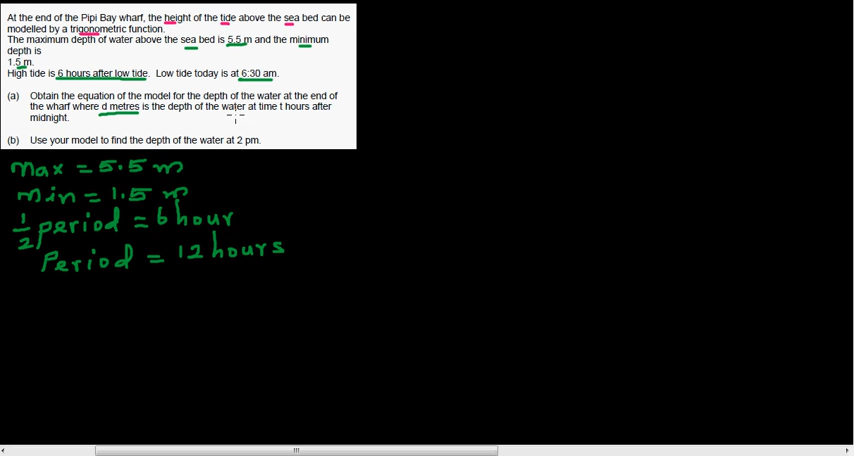 At the end of the Pipi Bay wharf, the height of the tide above the sea bed can be
modelled by a trigonometric function.
The maximum depth of water above the sea bed is 5.5 m and the minimum
depth is
1.5 m.
High tide is 6 hours after low tide. Low tide today is at 6:30 am.
(a) Obtain the equation of the model for the depth of the water at the end of
the wharf where d metres is the depth of the water at time t hours after
midnight.
(b) Use your model to find the depth of the water at 2 pm.
max = 5.5 m
min = 1.5 m
1/2 period = 6 hour
Period = 12 hours